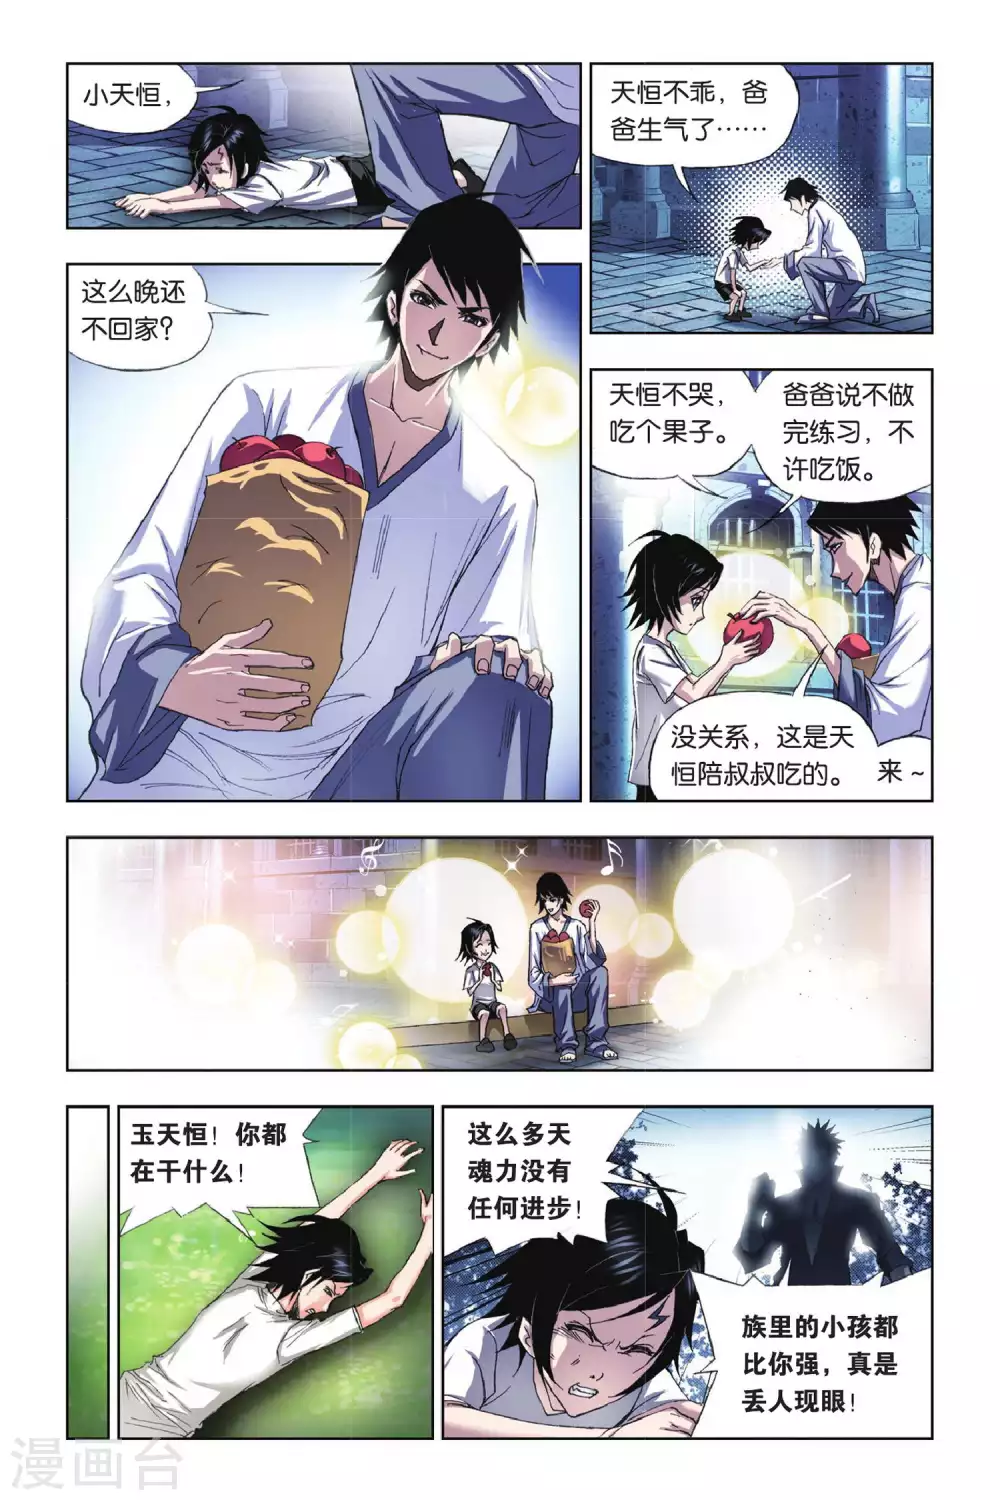 小天恒，
天恒不乖，爸
爸生气了……
这么晚还
不回家？
天恒不哭，
吃个果子。
爸爸说不做
完练习，不
许吃饭。
没关系，这是天
恒陪叔叔吃的。
来～
玉天恒！你都
在干什么！
这么多天
魂力没有
任何进步！
族里的小孩都
比你强，真是
丢人现眼！
漫画台